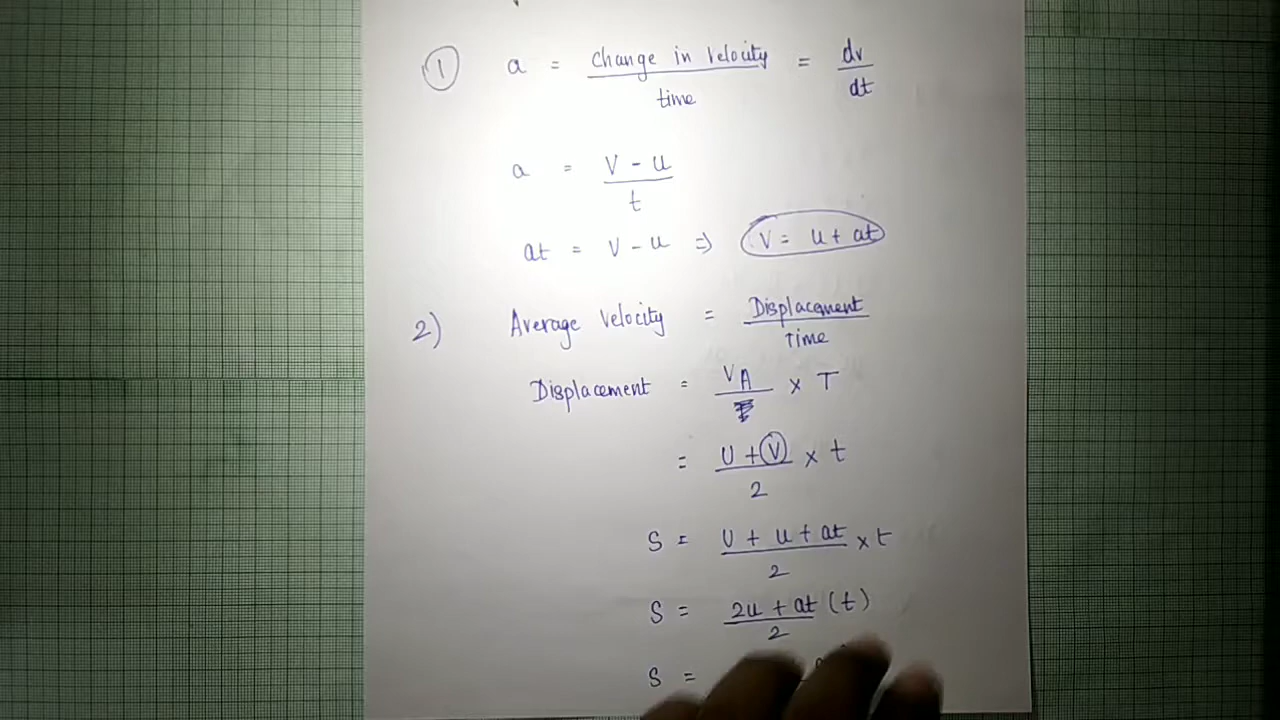 ① a = change in velocity / time = dv / dt
a = V - u / t
at = V - u ⇒ V = u + at
2) Average velocity = Displacement / Time
Displacement = VA / × T
= U + V / 2 × t
S = U + u + at / 2 × t
S = 2u + at / 2 (t)
S =